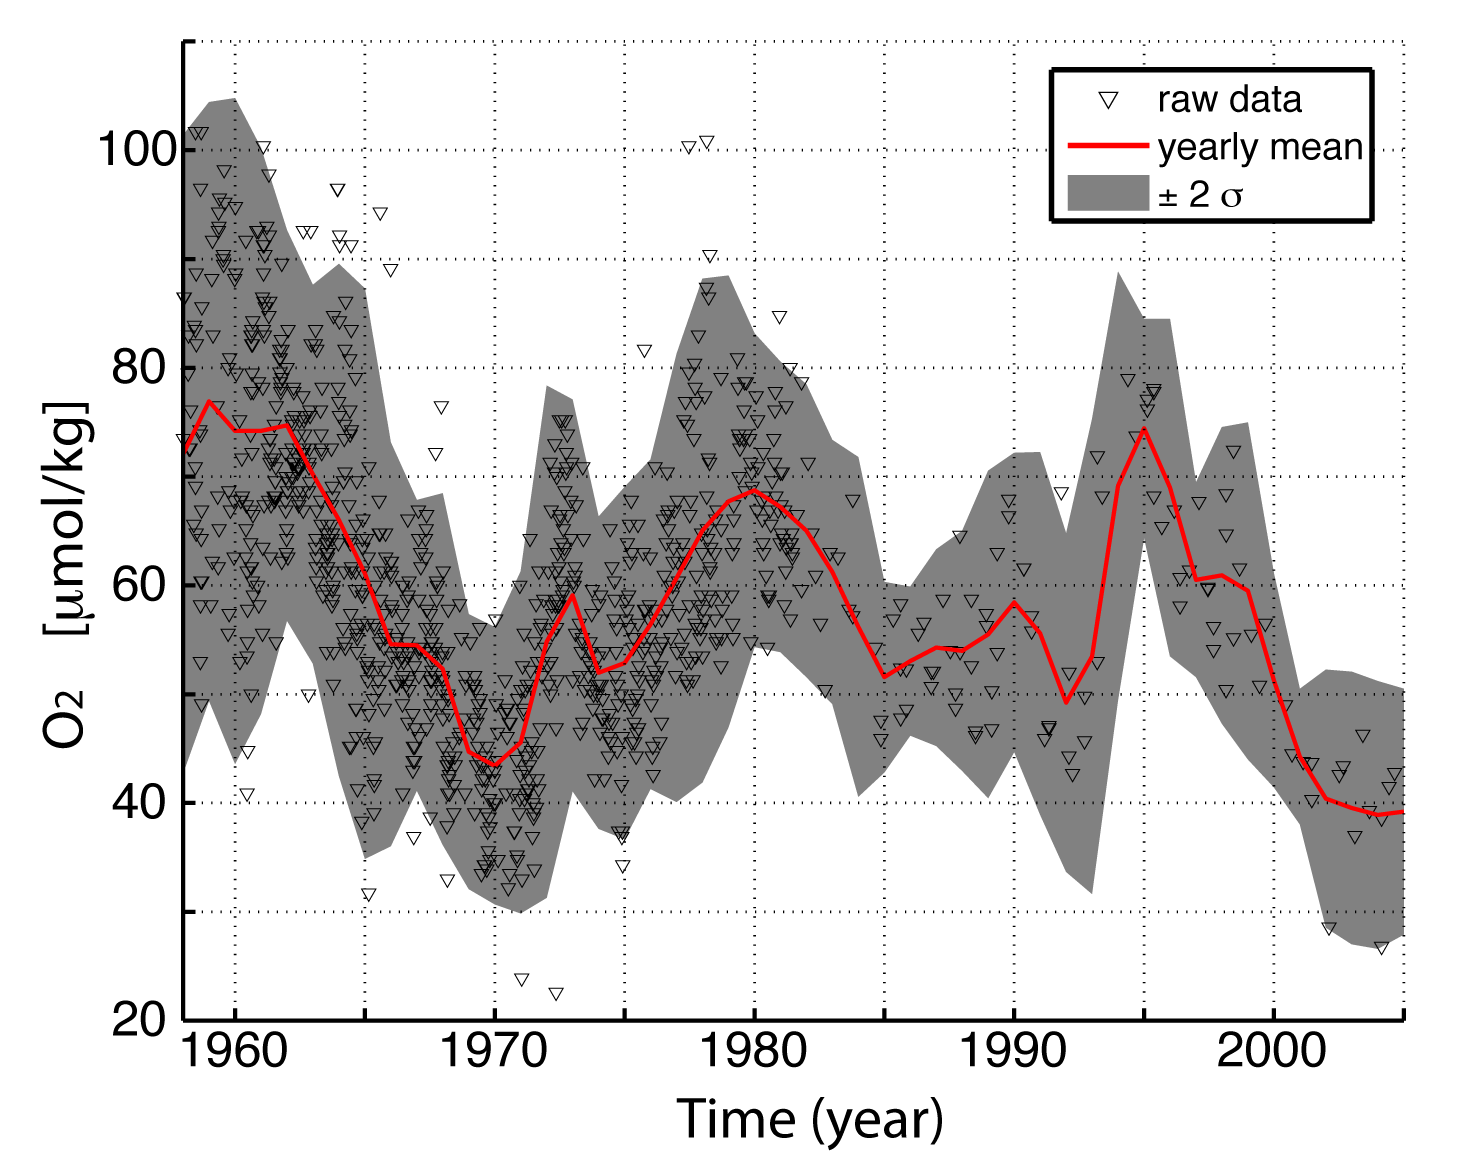 raw data
yearly mean
± 2 σ
100
80
60
40
20
O2 [μmol/kg]
1960 1970 1980 1990 2000
Time (year)